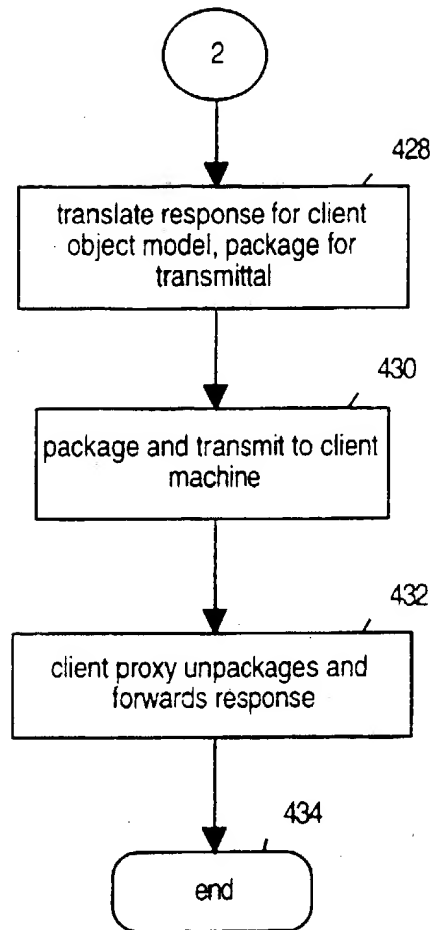 2
428
translate response for client
object model, package for
transmittal
430
package and transmit to client
machine
432
client proxy unpackages and
forwards response
434
end